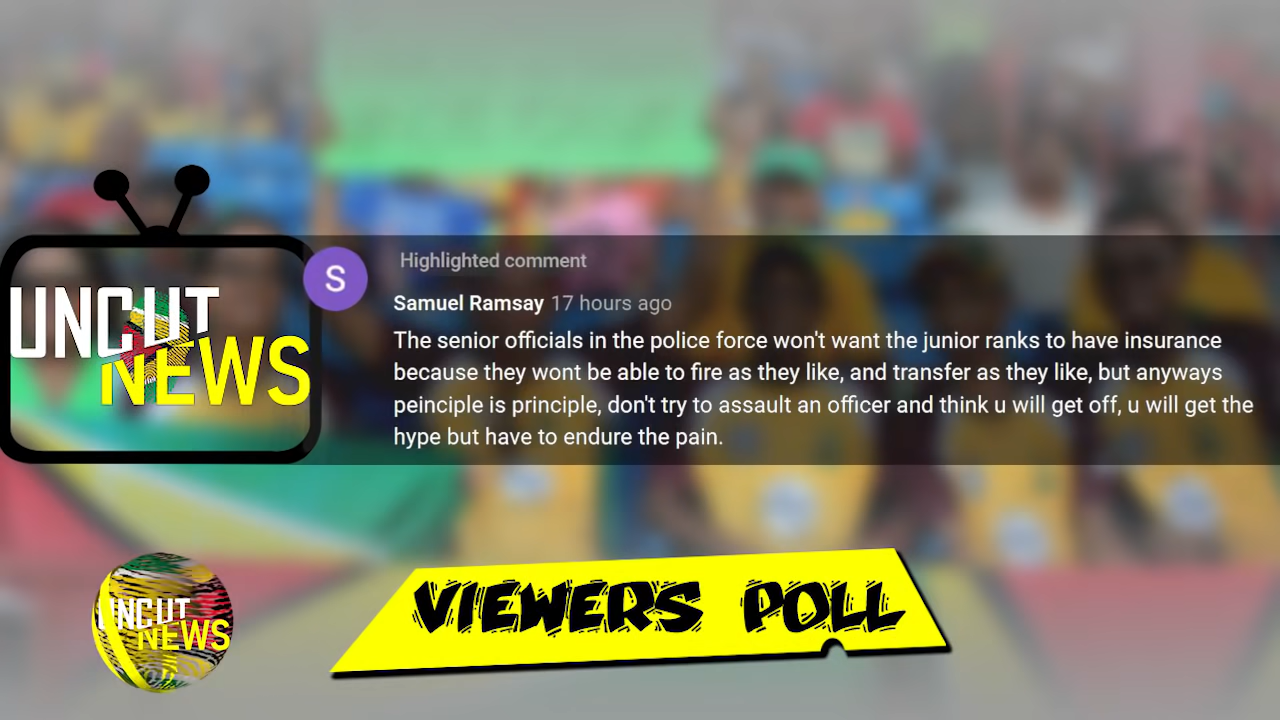 UNCUT
NEWS
S
Highlighted comment
Samuel Ramsay 17 hours ago
The senior officials in the police force won't want the junior ranks to have insurance
because they wont be able to fire as they like, and transfer as they like, but anyways
peinciple is principle, don't try to assault an officer and think u will get off, u will get the
hype but have to endure the pain.
UNCUT
NEWS
VIEWERS POLL